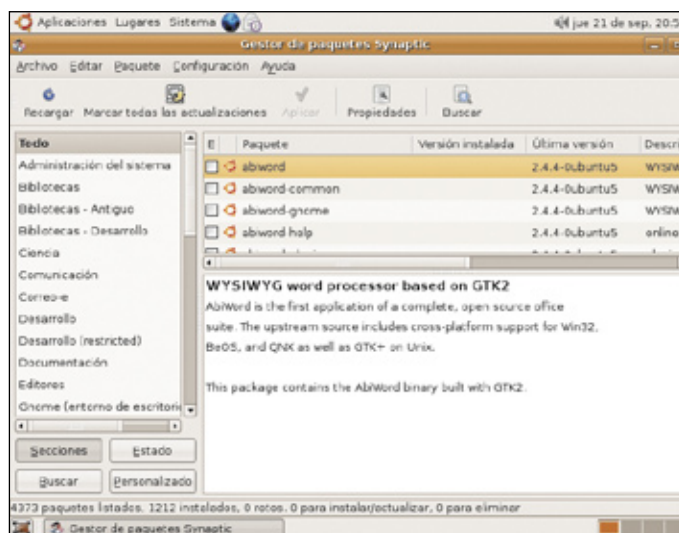 Aplicaciones Lugares Sistema
jue 21 de sep, 20:5
Gestor de paquetes Synaptic
Archivo Editar Paquete Configuración Ayuda
Recargar Marcar todas las actualizaciones Aplicar Propiedades Buscar
Todo
Administración del sistema
Bibliotecas
Bibliotecas - Antiguo
Bibliotecas - Desarrollo
Ciencia
Comunicación
Correo-e
Desarrollo
Desarrollo (restricted)
Documentación
Editores
Gnome (entorno de escritorio
Secciones Estado
Buscar Personalizado
E Paquete Versión instalada Última versión Descri
abiword 2.4.4-0ubuntu5 WYSIW
abiword-common 2.4.4-0ubuntu5 WYSIW
abiword-gnome 2.4.4-0ubuntu5 WYSIW
abiword-help 2.4.4-0ubuntu5 online
WYSIWYG word processor based on GTK2
AbiWord is the first application of a complete, open source office
suite. The upstream source includes cross-platform support for Win32,
BeOS, and QNX as well as GTK+ on Unix.
This package contains the AbiWord binary built with GTK2.
4373 paquetes listados, 1212 instalados, 0 rotos. 0 para instalar/actualizar, 0 para eliminar
Gestor de paquetes Synaptic